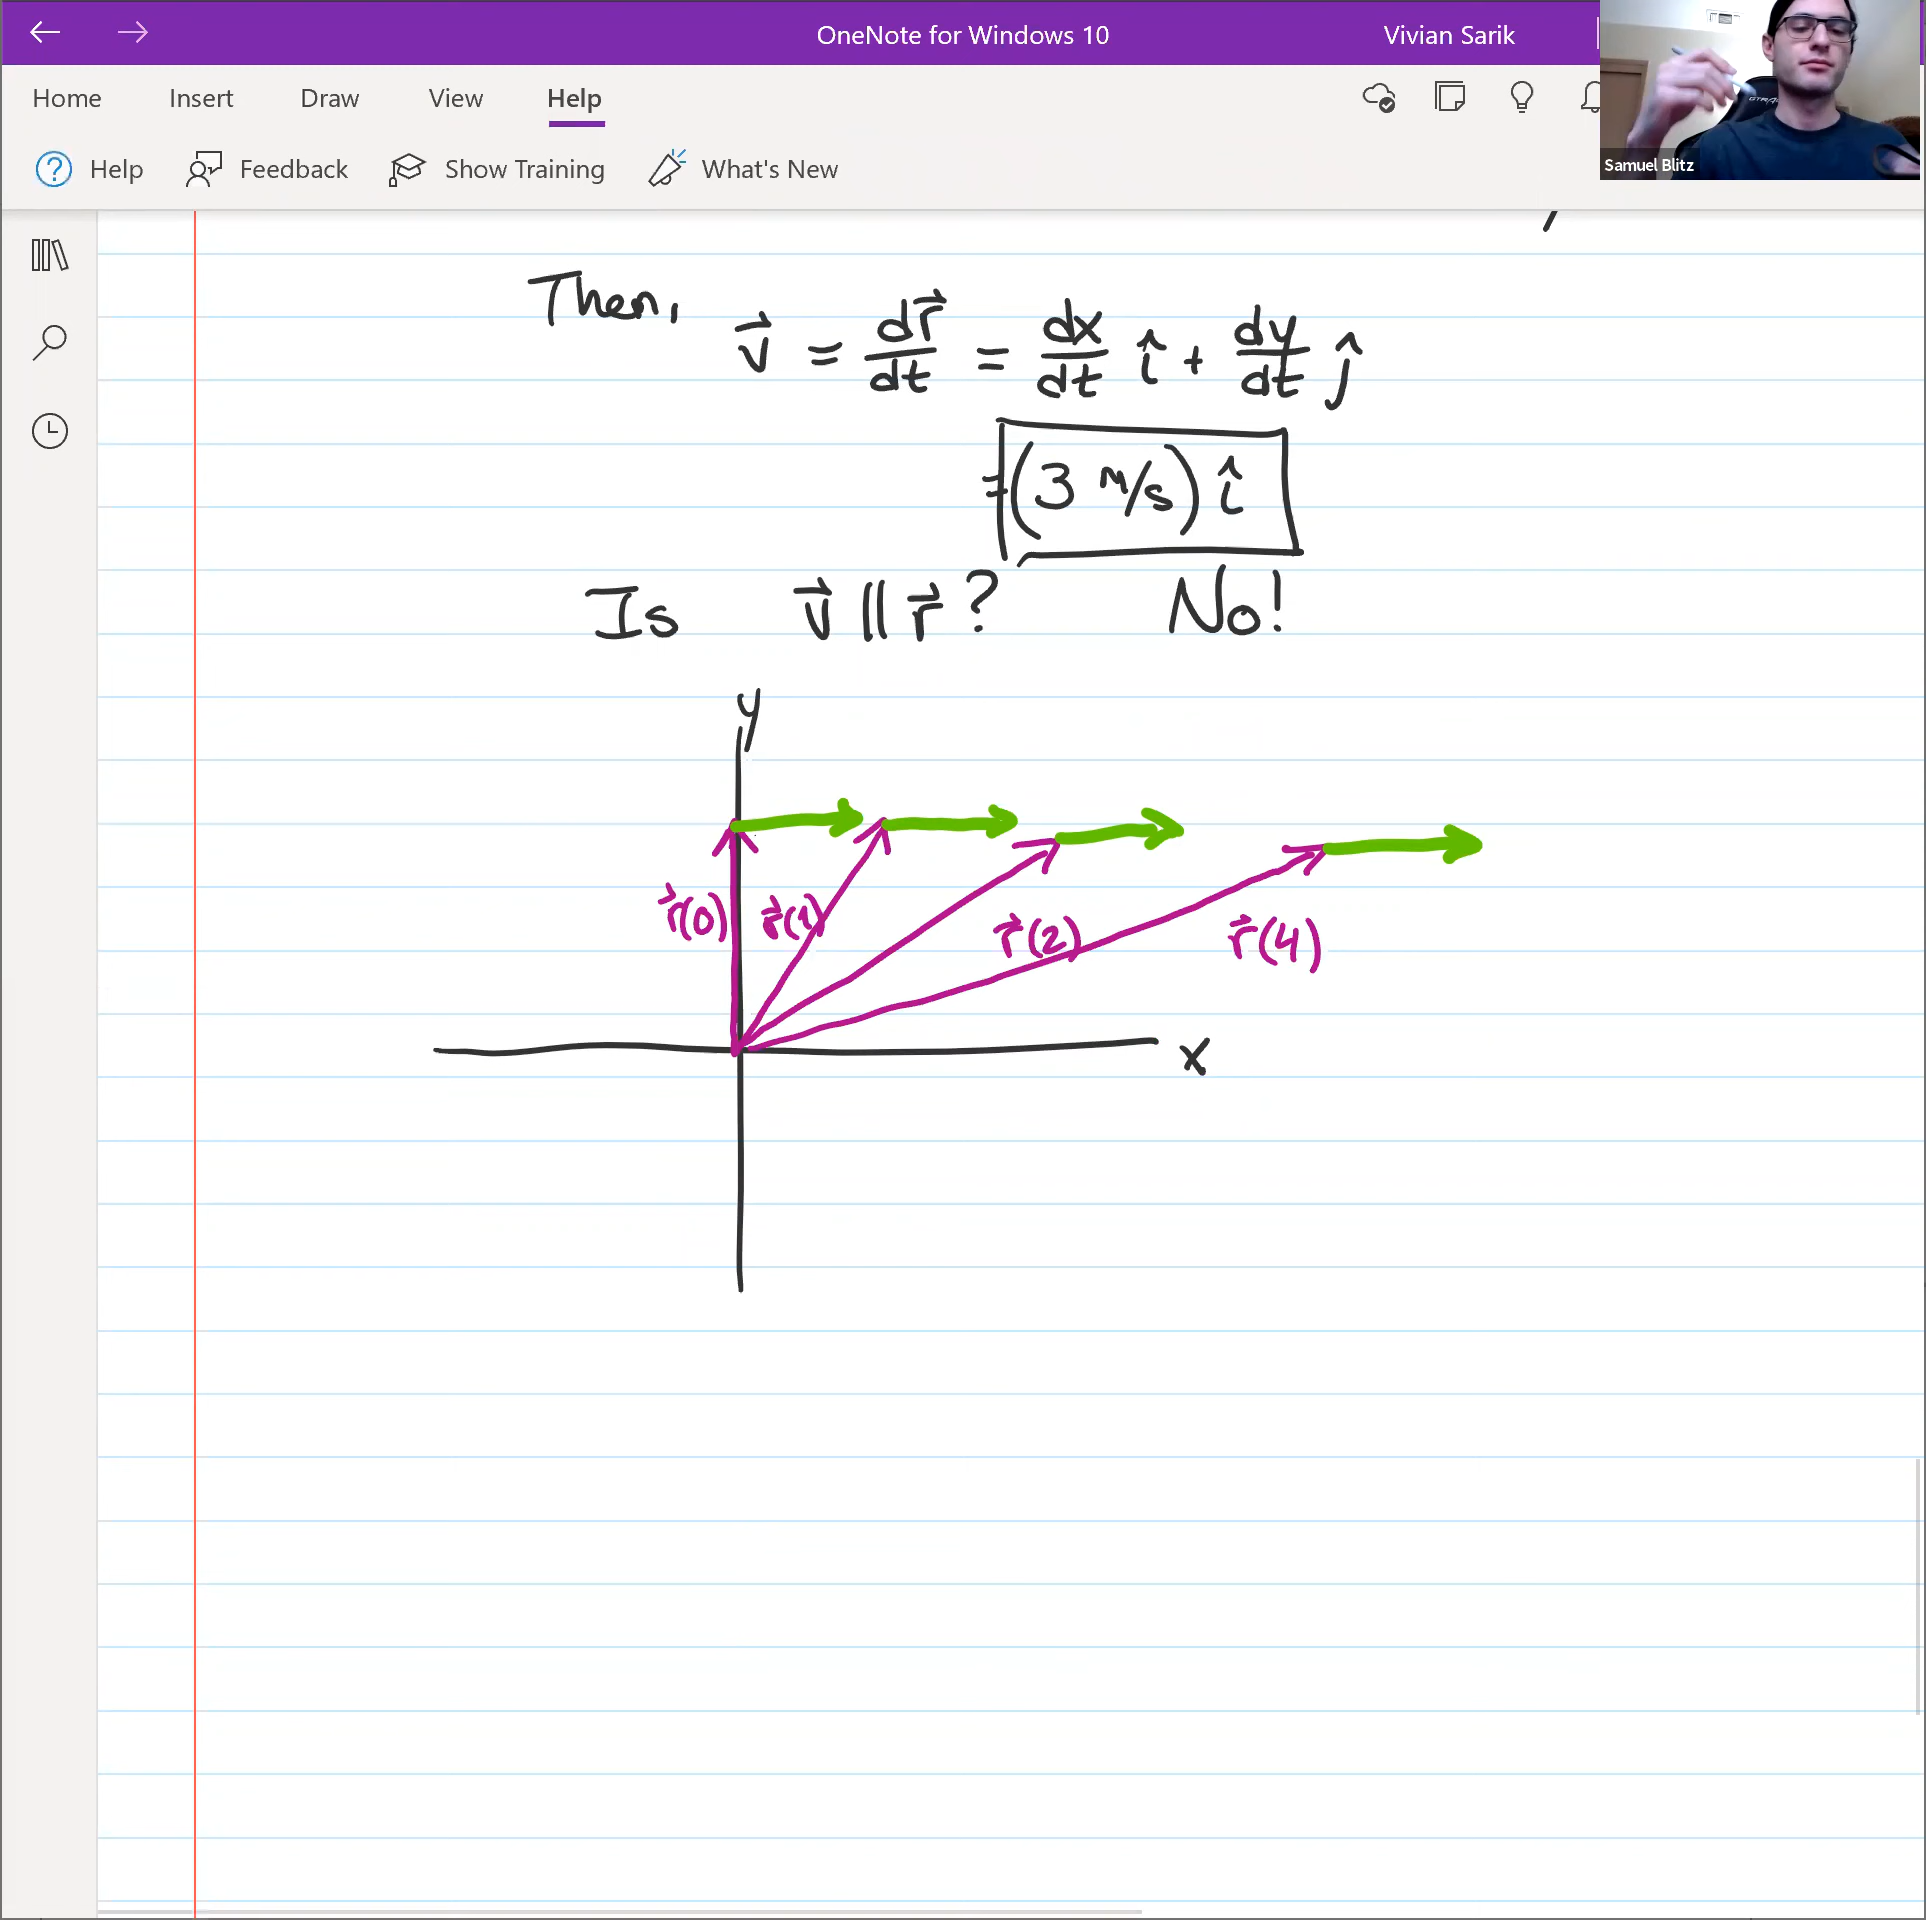 OneNote for Windows 10
Vivian Sarik
Home Insert Draw View Help
Samuel Blitz
Help Feedback Show Training What's New
Then,
v⃗ = dr⃗/dt = dx/dt î + dy/dt ĵ
=(3 m/s) î
Is v⃗ || r⃗ ? No!
y
r⃗(0) r⃗(1) r⃗(2) r⃗(4)
x